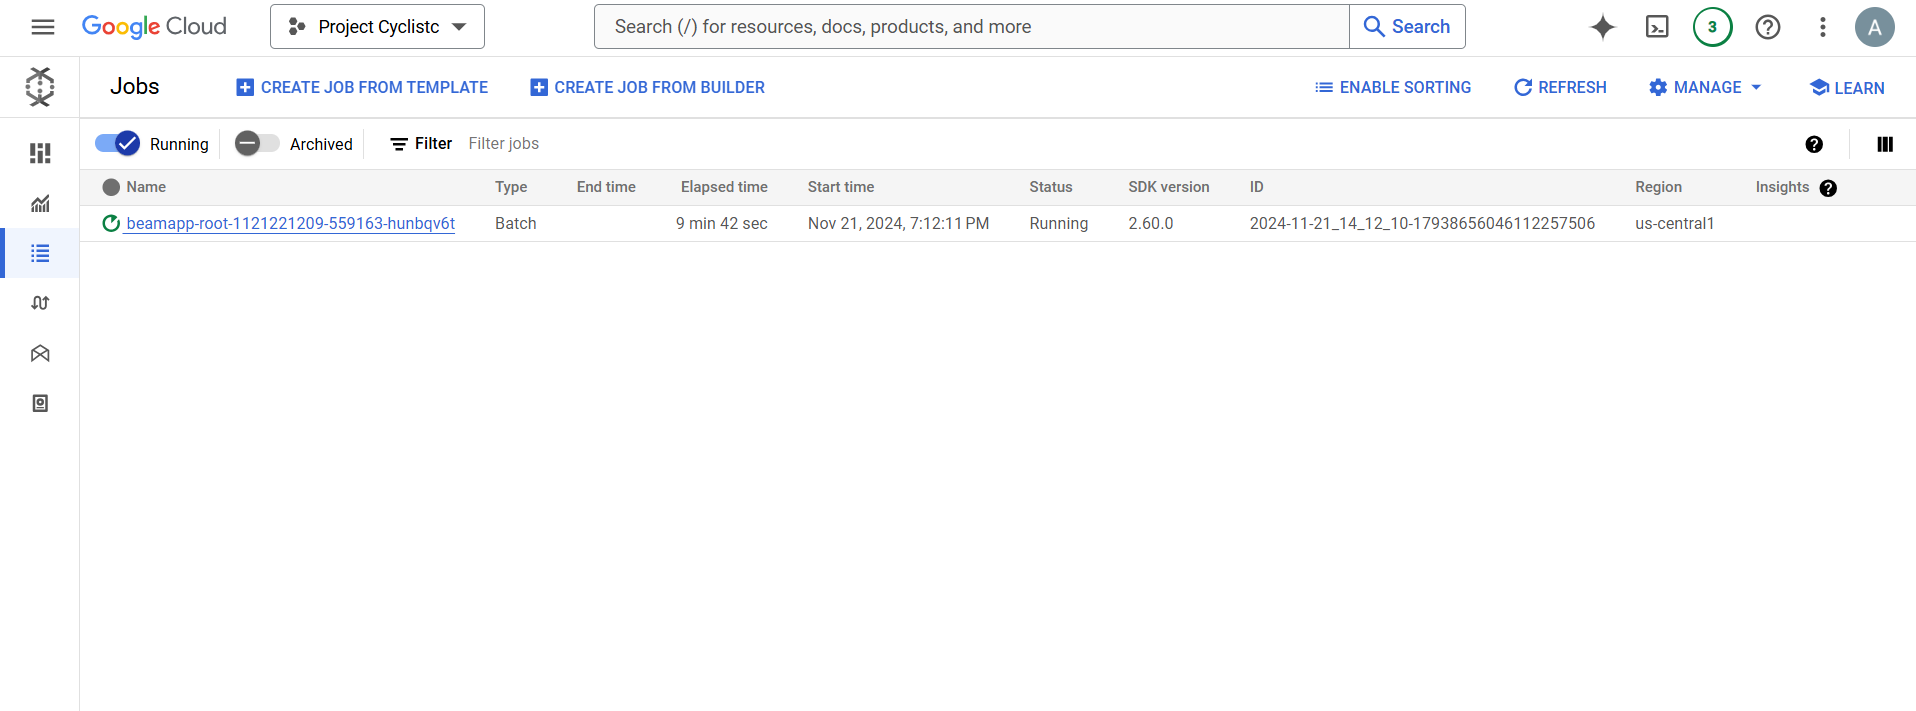 Google Cloud Project Cyclistc Search (/) for resources, docs, products, and more Search 3 A
Jobs CREATE JOB FROM TEMPLATE CREATE JOB FROM BUILDER ENABLE SORTING REFRESH MANAGE LEARN
Running Archived Filter Filter jobs
Name Type End time Elapsed time Start time Status SDK version ID Region Insights
beamapp-root-1121221209-559163-hunbqv6t Batch 9 min 42 sec Nov 21, 2024, 7:12:11 PM Running 2.60.0 2024-11-21_14_12_10-17938656046112257506 us-central1